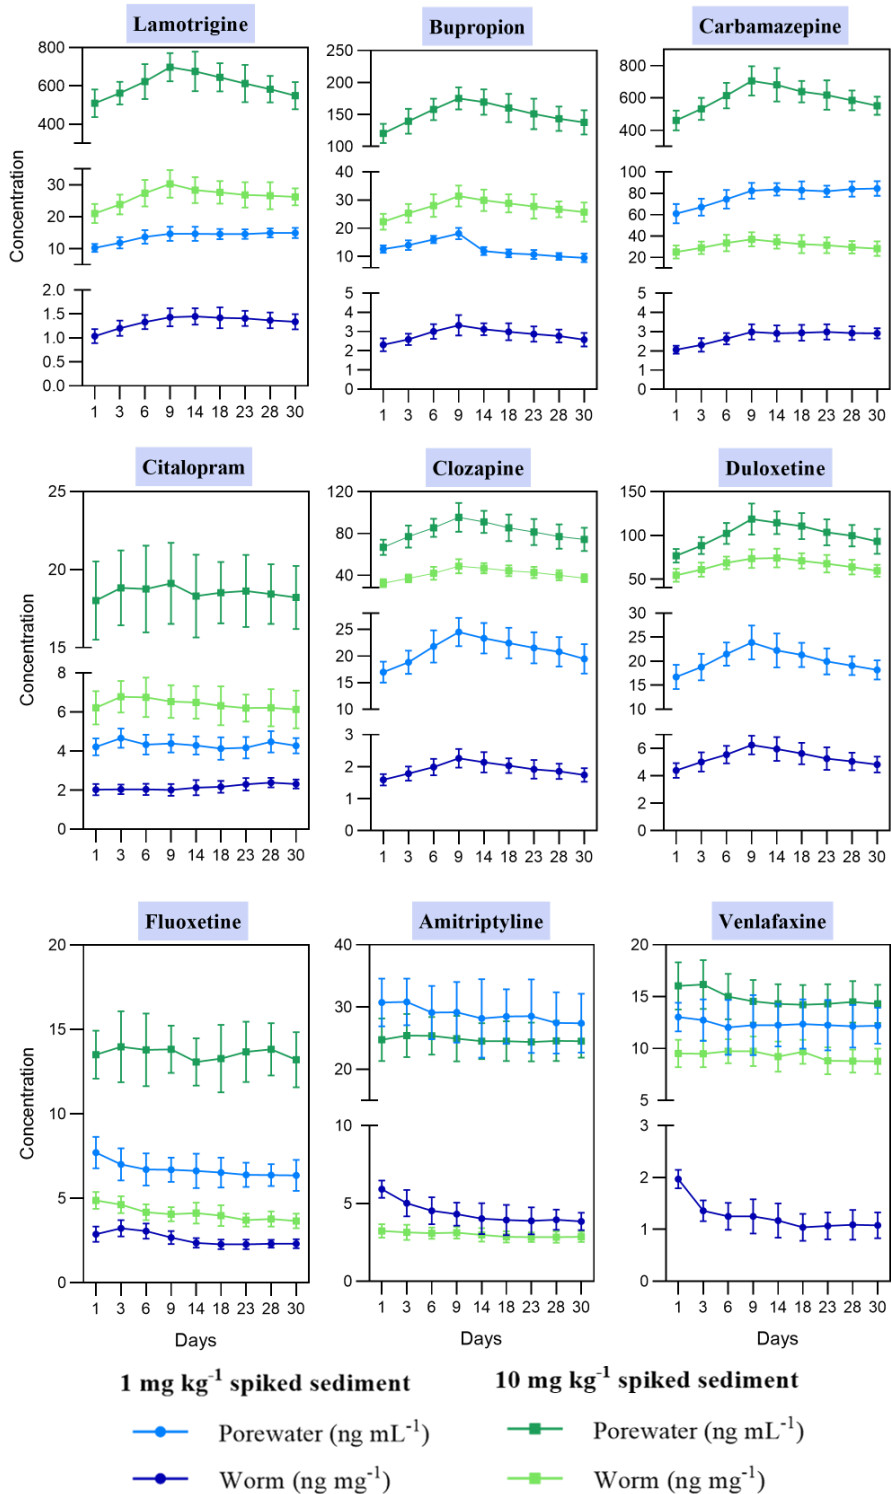 Lamotrigine
Bupropion
Carbamazepine
800
600
400
30
20
10
2.0
1.5
1.0
0.5
0.0
Concentration
1 3 6 9 14 18 23 28 30
250
200
150
100
40
30
20
10
5
4
3
2
1
0
1 3 6 9 14 18 23 28 30
800
600
400
100
80
60
40
20
5
4
3
2
1
0
1 3 6 9 14 18 23 28 30
Citalopram
Clozapine
Duloxetine
25
20
15
8
6
4
2
0
Concentration
1 3 6 9 14 18 23 28 30
120
80
40
25
20
15
10
3
2
1
0
1 3 6 9 14 18 23 28 30
150
100
50
30
25
20
15
10
6
4
2
0
1 3 6 9 14 18 23 28 30
Fluoxetine
Amitriptyline
Venlafaxine
20
15
10
5
0
Concentration
1 3 6 9 14 18 23 28 30
Days
40
30
20
10
5
0
1 3 6 9 14 18 23 28 30
Days
20
15
10
5
3
2
1
0
1 3 6 9 14 18 23 28 30
Days
1 mg kg⁻¹ spiked sediment
10 mg kg⁻¹ spiked sediment
Porewater (ng mL⁻¹)
Porewater (ng mL⁻¹)
Worm (ng mg⁻¹)
Worm (ng mg⁻¹)